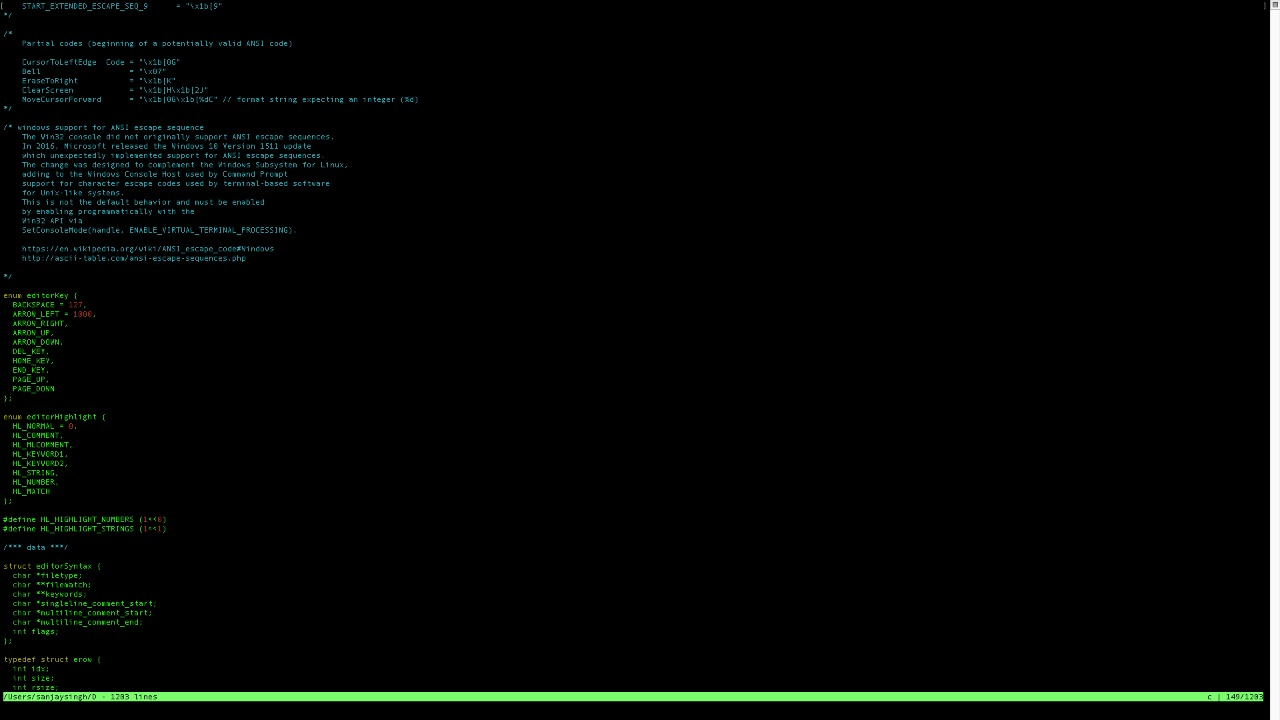 [    START_EXTENDED_ESCAPE_SEQ_9      = "\x1b[9"                ]
*/
/*
    Partial codes (beginning of a potentially valid ANSI code)
    CursorToLeftEdge  Code = "\x1b[0G"
    Bell                   = "\x07"
    EraseToRight           = "\x1b[K"
    ClearScreen            = "\x1b[H\x1b[2J"
    MoveCursorForward      = "\x1b[0G\x1b[%dC" // format string expecting an integer (%d)
*/
/* windows support for ANSI escape sequence
    The Win32 console did not originally support ANSI escape sequences.
    In 2016, Microsoft released the Windows 10 Version 1511 update
    which unexpectedly implemented support for ANSI escape sequences.
    The change was designed to complement the Windows Subsystem for Linux,
    adding to the Windows Console Host used by Command Prompt
    support for character escape codes used by terminal-based software
    for Unix-like systems.
    This is not the default behavior and must be enabled
    by enabling programmatically with the
    Win32 API via
    SetConsoleMode(handle, ENABLE_VIRTUAL_TERMINAL_PROCESSING).
    https://en.wikipedia.org/wiki/ANSI_escape_code#Windows
    http://ascii-table.com/ansi-escape-sequences.php
*/
enum editorKey {
  BACKSPACE = 127,
  ARROW_LEFT = 1000,
  ARROW_RIGHT,
  ARROW_UP,
  ARROW_DOWN,
  DEL_KEY,
  HOME_KEY,
  END_KEY,
  PAGE_UP,
  PAGE_DOWN
};
enum editorHighlight {
  HL_NORMAL = 0,
  HL_COMMENT,
  HL_MLCOMMENT,
  HL_KEYWORD1,
  HL_KEYWORD2,
  HL_STRING,
  HL_NUMBER,
  HL_MATCH
};
#define HL_HIGHLIGHT_NUMBERS (1<<0)
#define HL_HIGHLIGHT_STRINGS (1<<1)
/*** data ***/
struct editorSyntax {
  char *filetype;
  char **filematch;
  char **keywords;
  char *singleline_comment_start;
  char *multiline_comment_start;
  char *multiline_comment_end;
  int flags;
};
typedef struct erow {
  int idx;
  int size;
  int rsize;
/Users/sanjaysingh/D - 1203 lines                c | 149/1203